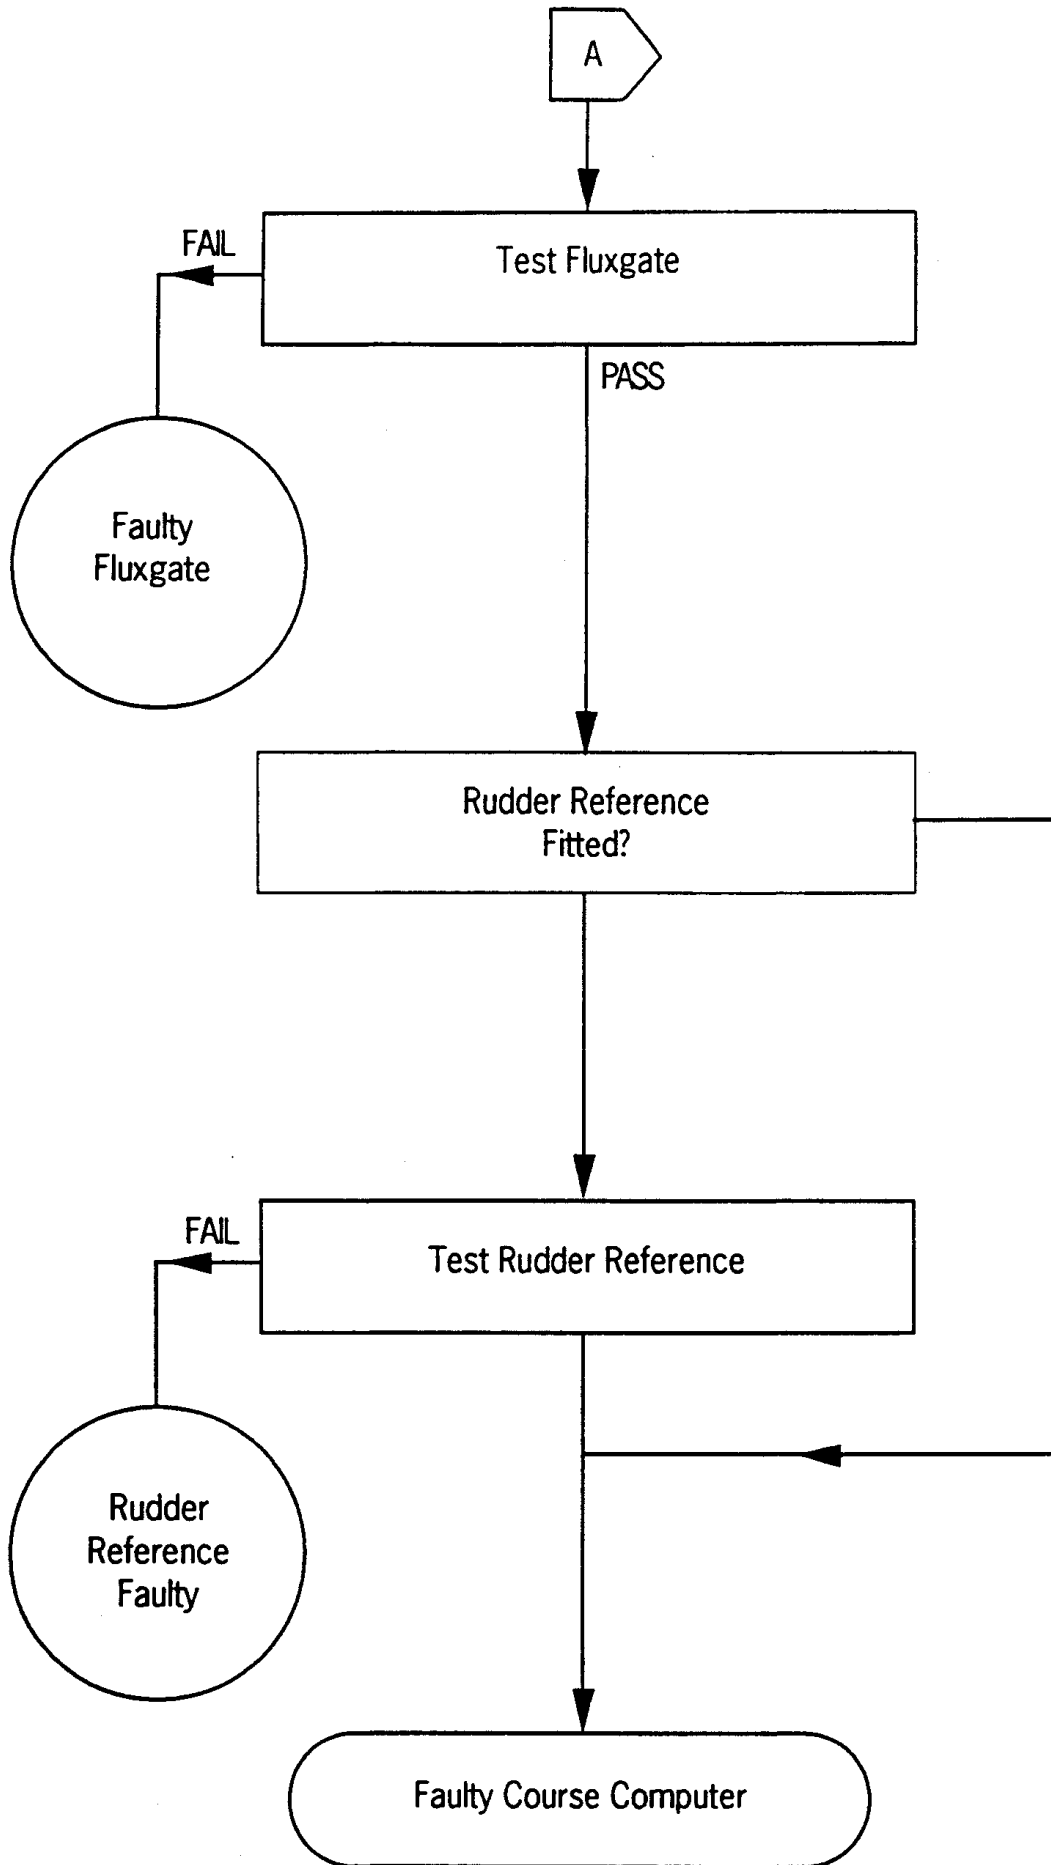 A
FAIL
Test Fluxgate
PASS
Faulty
Fluxgate
Rudder Reference
Fitted?
FAIL
Test Rudder Reference
Rudder
Reference
Faulty
Faulty Course Computer